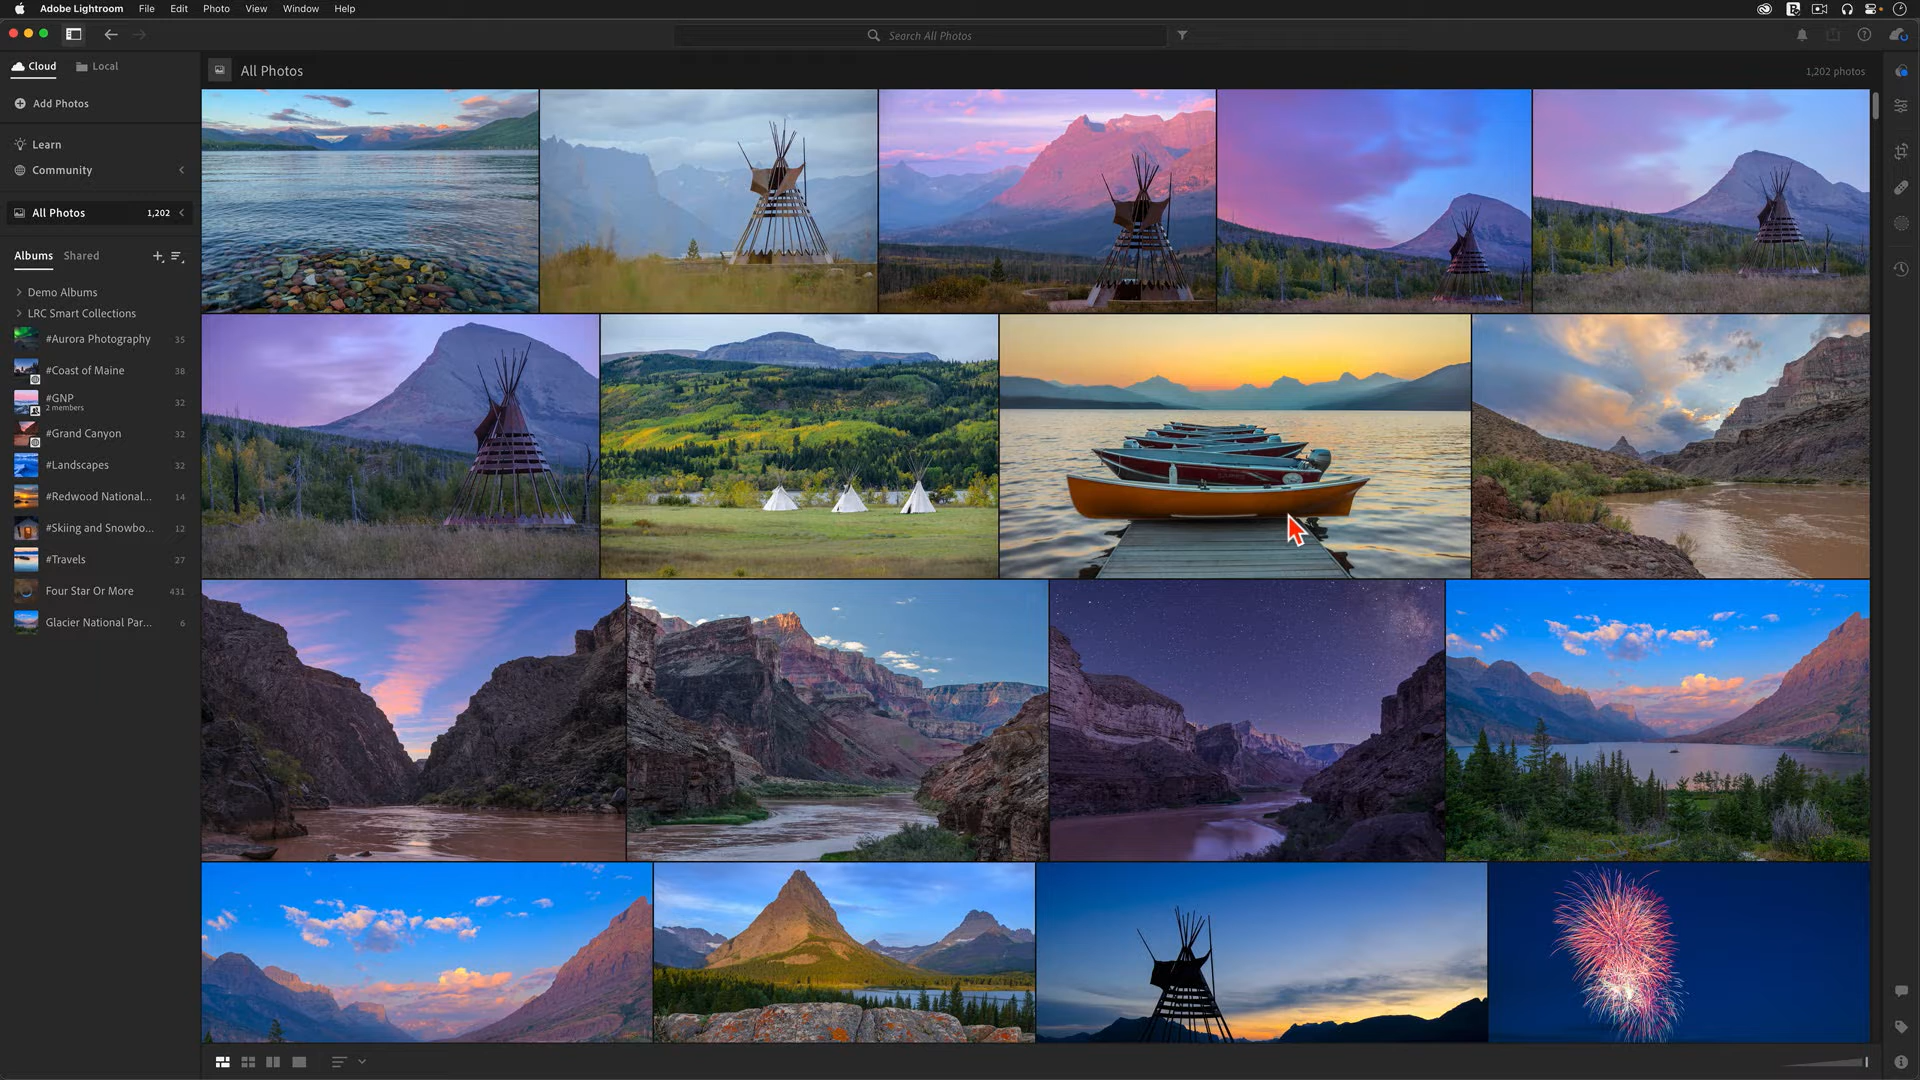 Adobe Lightroom File Edit Photo View Window Help
Search All Photos
Cloud Local
All Photos 1,202 photos
Add Photos
Learn
Community
All Photos 1,202
Albums Shared
Demo Albums
LRC Smart Collections
#Aurora Photography 35
#Coast of Maine 38
#GNP 32
2 members
#Grand Canyon 32
#Landscapes 32
#Redwood National... 14
#Skiing and Snowbo... 12
#Travels 27
Four Star Or More 431
Glacier National Par... 6